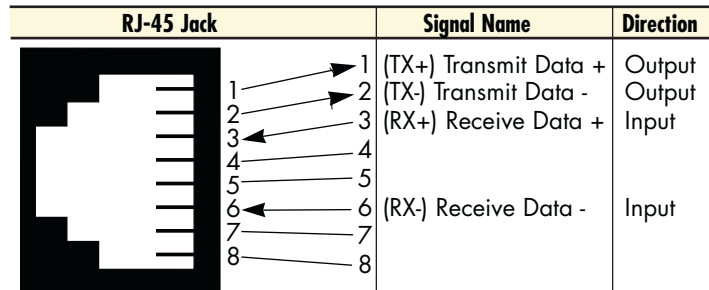 RJ-45 Jack Signal Name Direction
1 1 (TX+) Transmit Data + Output
2 2 (TX-) Transmit Data - Output
3 3 (RX+) Receive Data + Input
4 4
5 5
6 6 (RX-) Receive Data - Input
7 7
8 8